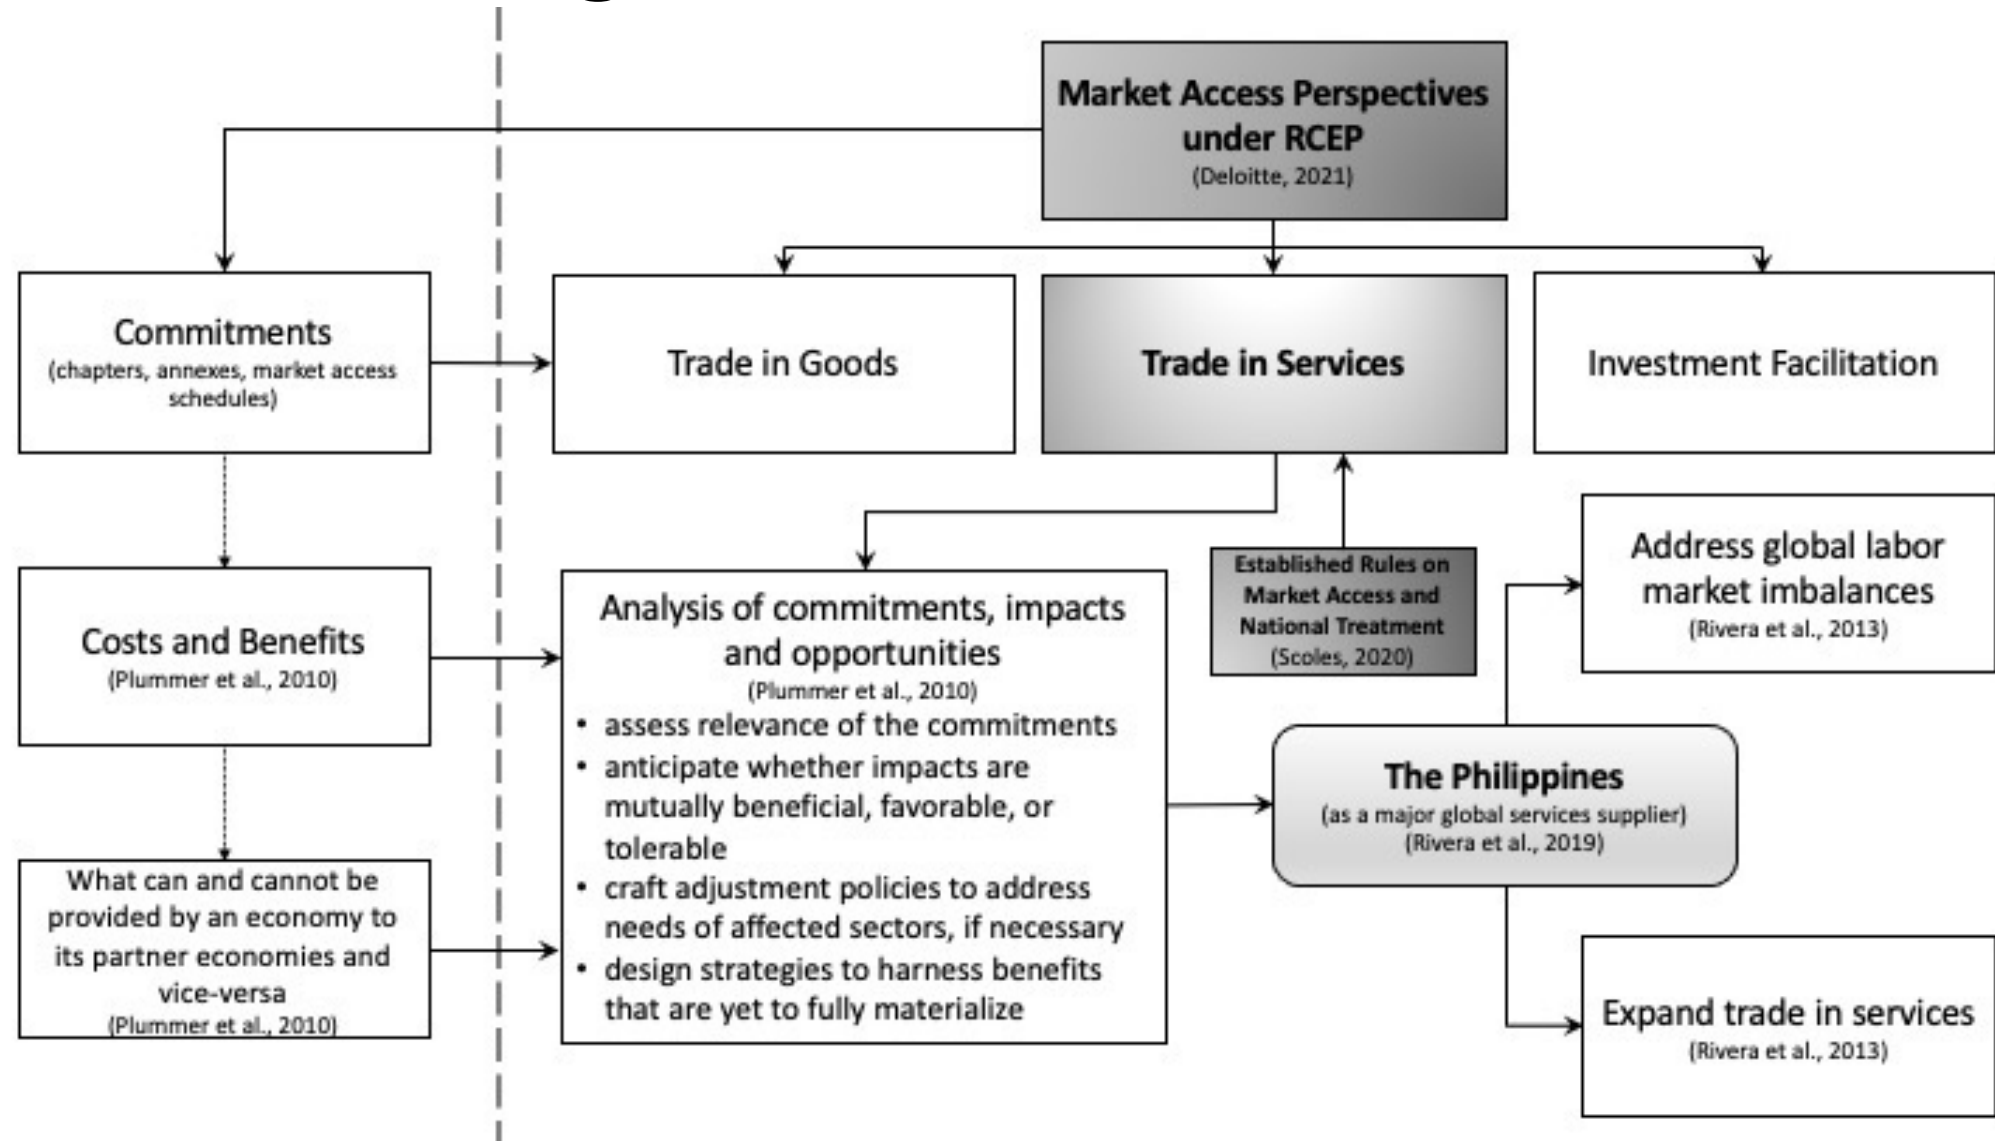 Market Access Perspectives
under RCEP
(Deloitte, 2021)
Commitments
(chapters, annexes, market access
schedules)
Trade in Goods
Trade in Services
Investment Facilitation
Established Rules on
Market Access and
National Treatment
(Scoles, 2020)
Address global labor
market imbalances
(Rivera et al., 2013)
Costs and Benefits
(Plummer et al., 2010)
Analysis of commitments, impacts
and opportunities
(Plummer et al., 2010)
• assess relevance of the commitments
• anticipate whether impacts are
mutually beneficial, favorable, or
tolerable
• craft adjustment policies to address
needs of affected sectors, if necessary
• design strategies to harness benefits
that are yet to fully materialize
The Philippines
(as a major global services supplier)
(Rivera et al., 2019)
What can and cannot be
provided by an economy to
its partner economies and
vice-versa
(Plummer et al., 2010)
Expand trade in services
(Rivera et al., 2013)